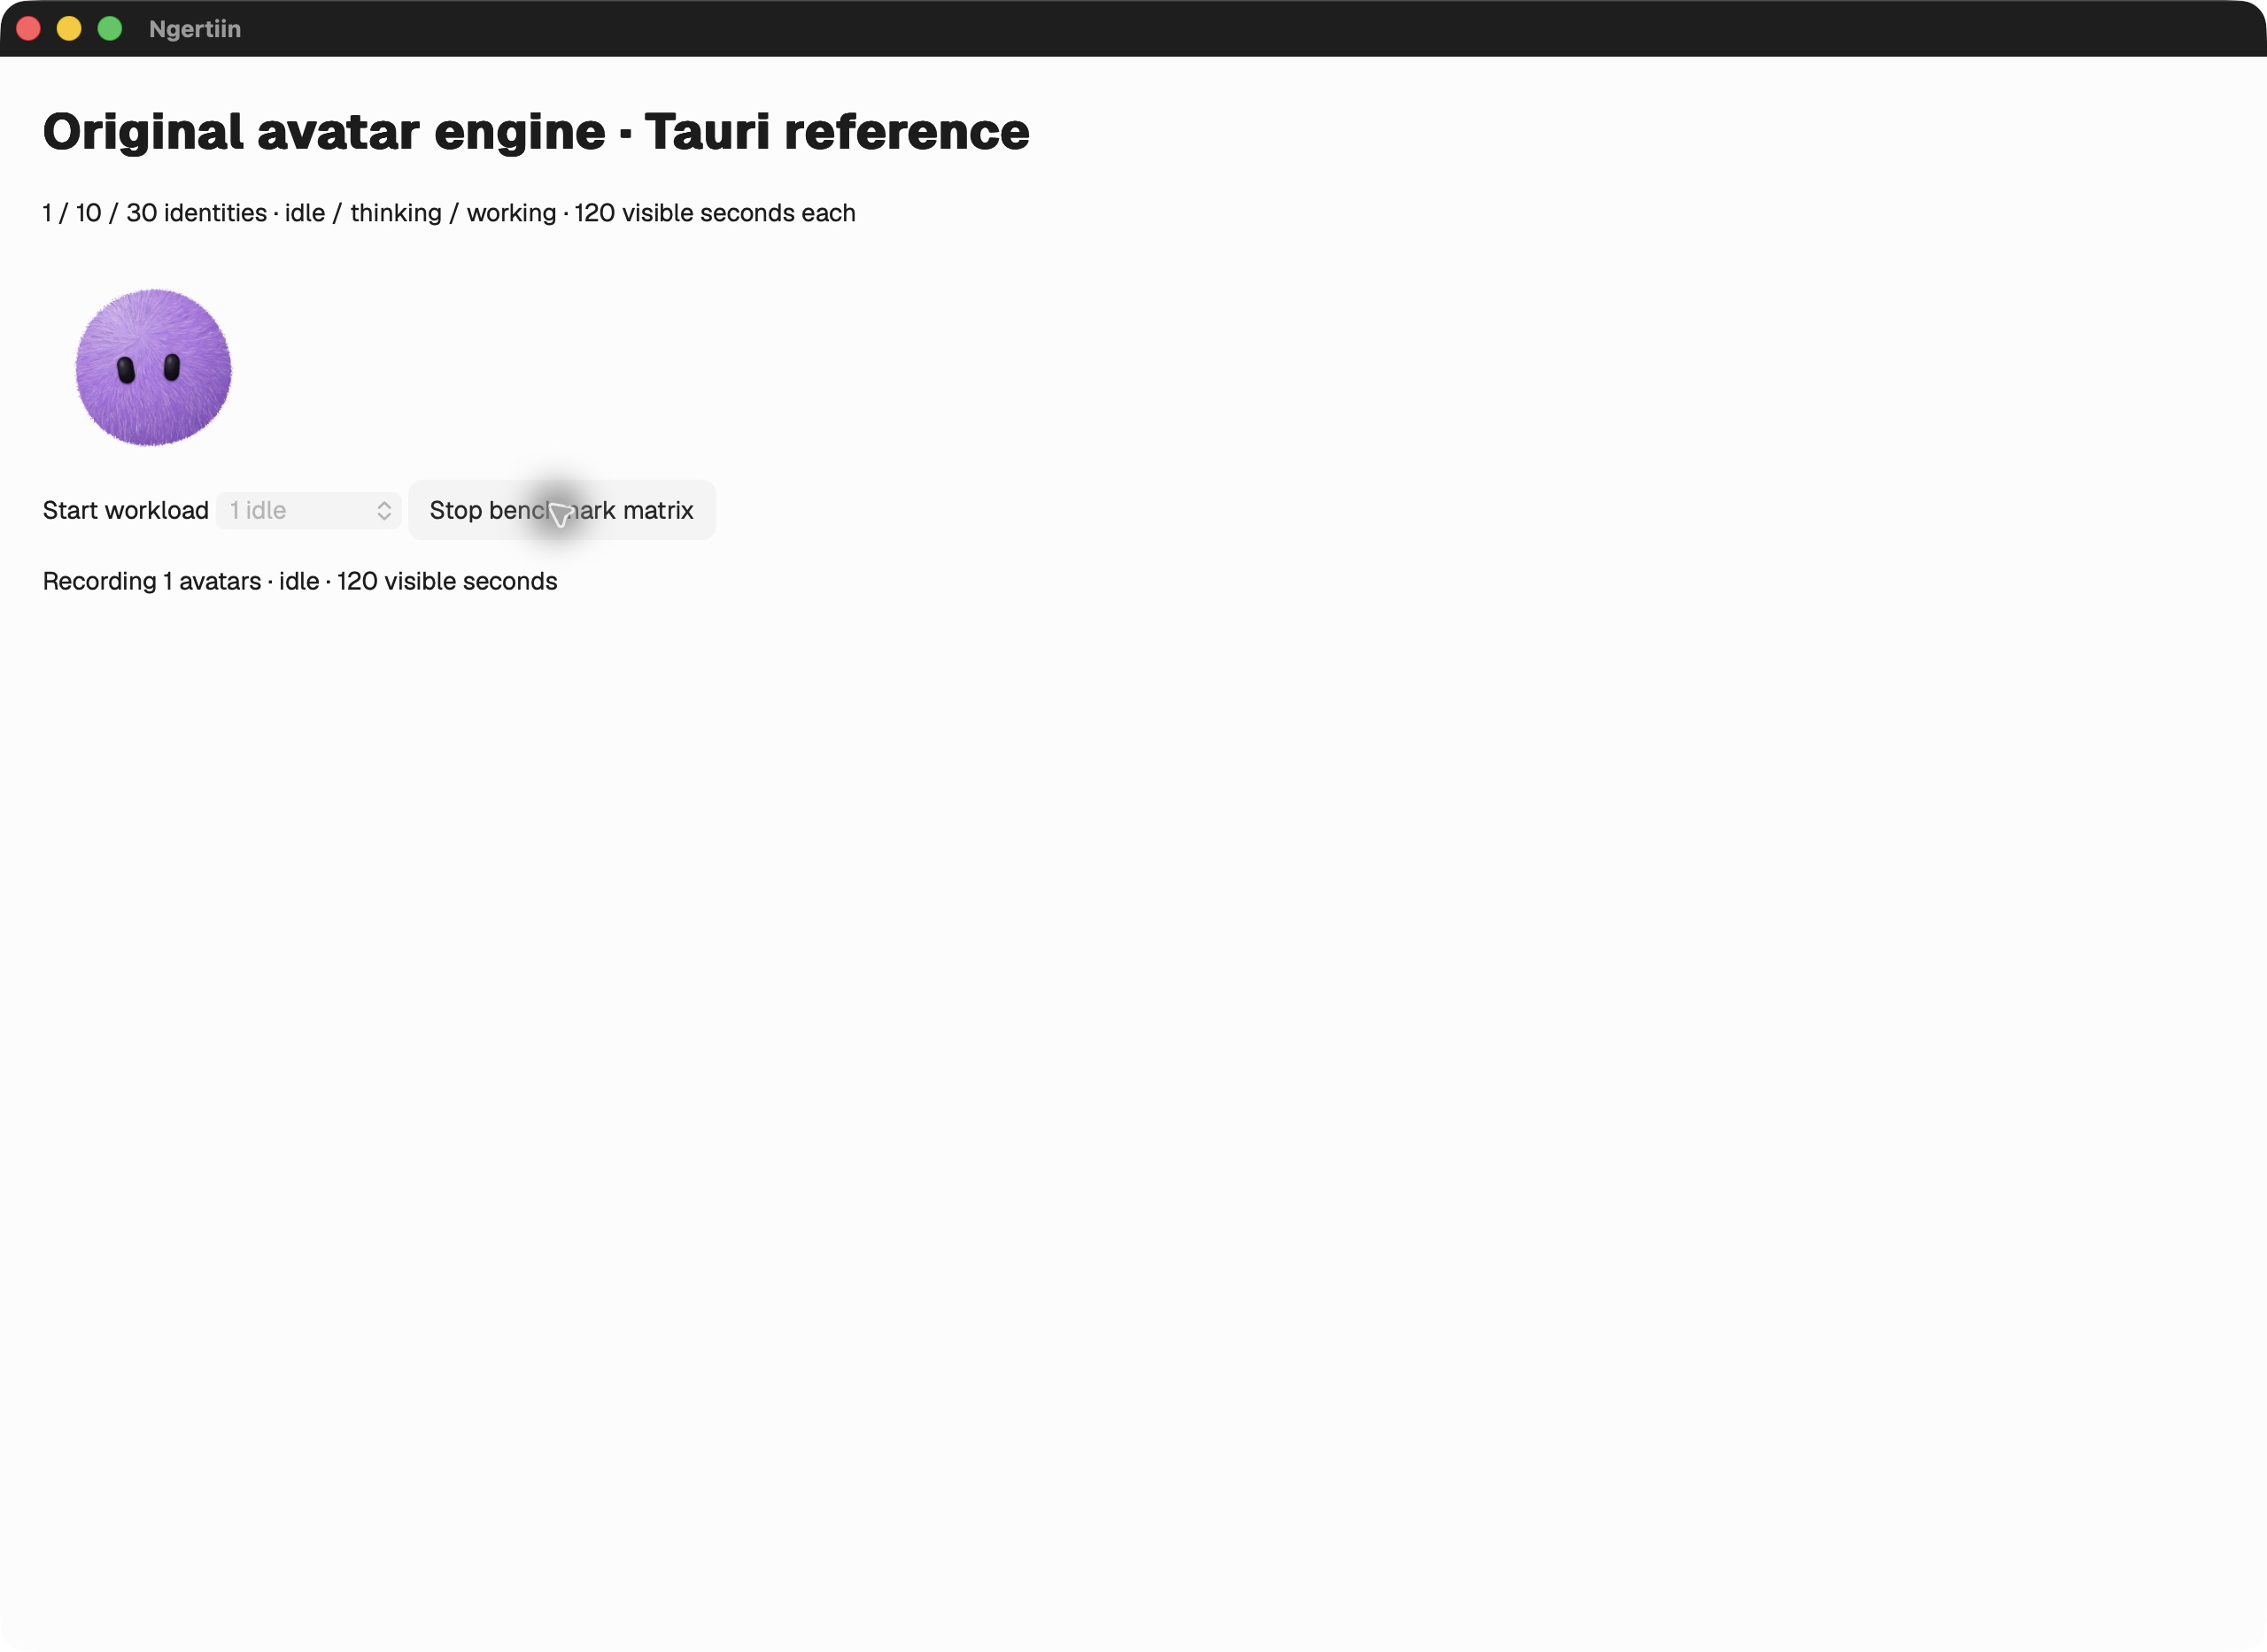 Ngertiin
Original avatar engine · Tauri reference
1 / 10 / 30 identities · idle / thinking / working · 120 visible seconds each
Start workload 1 idle Stop benchmark matrix
Recording 1 avatars · idle · 120 visible seconds